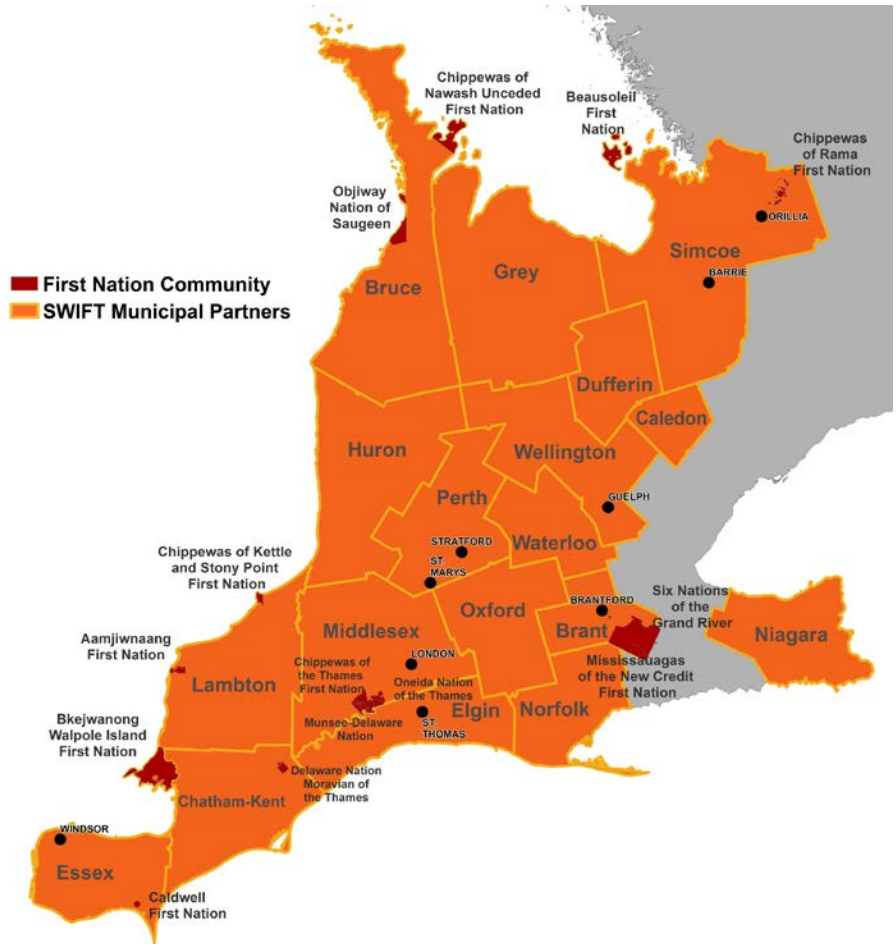 Chippewas of
Nawash Unceded
First Nation
Beausoleil
First
Nation
Chippewas
of Rama
First Nation
Objiway
Nation of
Saugeen
ORILLIA
Simcoe
Grey
BARRIE
First Nation Community
SWIFT Municipal Partners
Bruce
Dufferin
Caledon
Huron
Wellington
Perth
GUELPH
STRATFORD
Waterloo
Chippewas of Kettle
and Stony Point
First Nation
ST.
MARYS
Six Nations
of the
Grand River
Oxford
BRANTFORD
Brant
Niagara
Middlesex
Aamjiwnaang
First Nation
LONDON
Lambton
Chippewas of
the Thames
First Nation
Oneida Nation
of the Thames
Mississauagas
of the New Credit
First Nation
Elgin
Norfolk
Bkejwanong
Walpole Island
First Nation
Munsee-Delaware
Nation
ST.
THOMAS
Delaware Nation
Moravian of
the Thames
Chatham-Kent
WINDSOR
Essex
Caldwell
First Nation